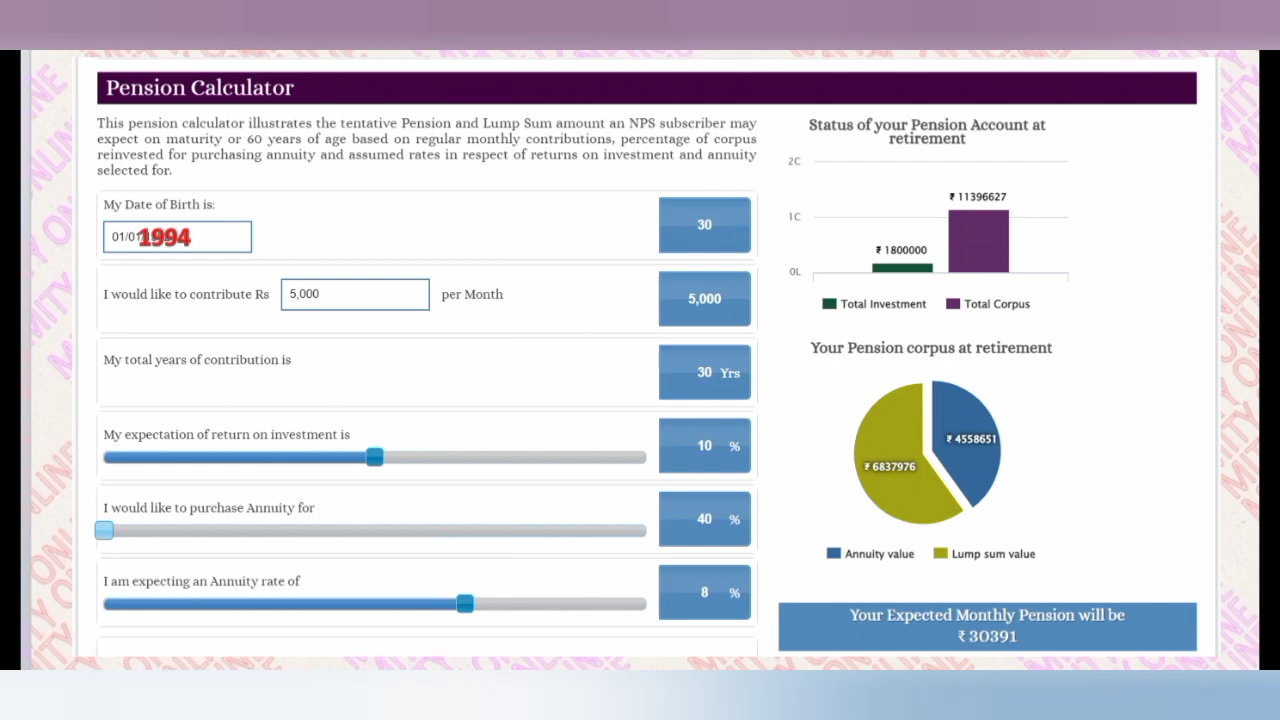 Pension Calculator
This pension calculator illustrates the tentative Pension and Lump Sum amount an NPS subscriber may
expect on maturity or 60 years of age based on regular monthly contributions, percentage of corpus
reinvested for purchasing annuity and assumed rates in respect of returns on investment and annuity
selected for.
My Date of Birth is:
01/01
1994
30
I would like to contribute Rs 5,000 per Month
5,000
My total years of contribution is
30 Yrs
My expectation of return on investment is
10 %
I would like to purchase Annuity for
40 %
I am expecting an Annuity rate of
8 %
Status of your Pension Account at
retirement
2C
₹ 11396627
1C
₹ 1800000
0L
Total Investment Total Corpus
Your Pension corpus at retirement
₹ 4558651
₹ 6837976
Annuity value Lump sum value
Your Expected Monthly Pension will be
₹ 30391
MITY ONLINE